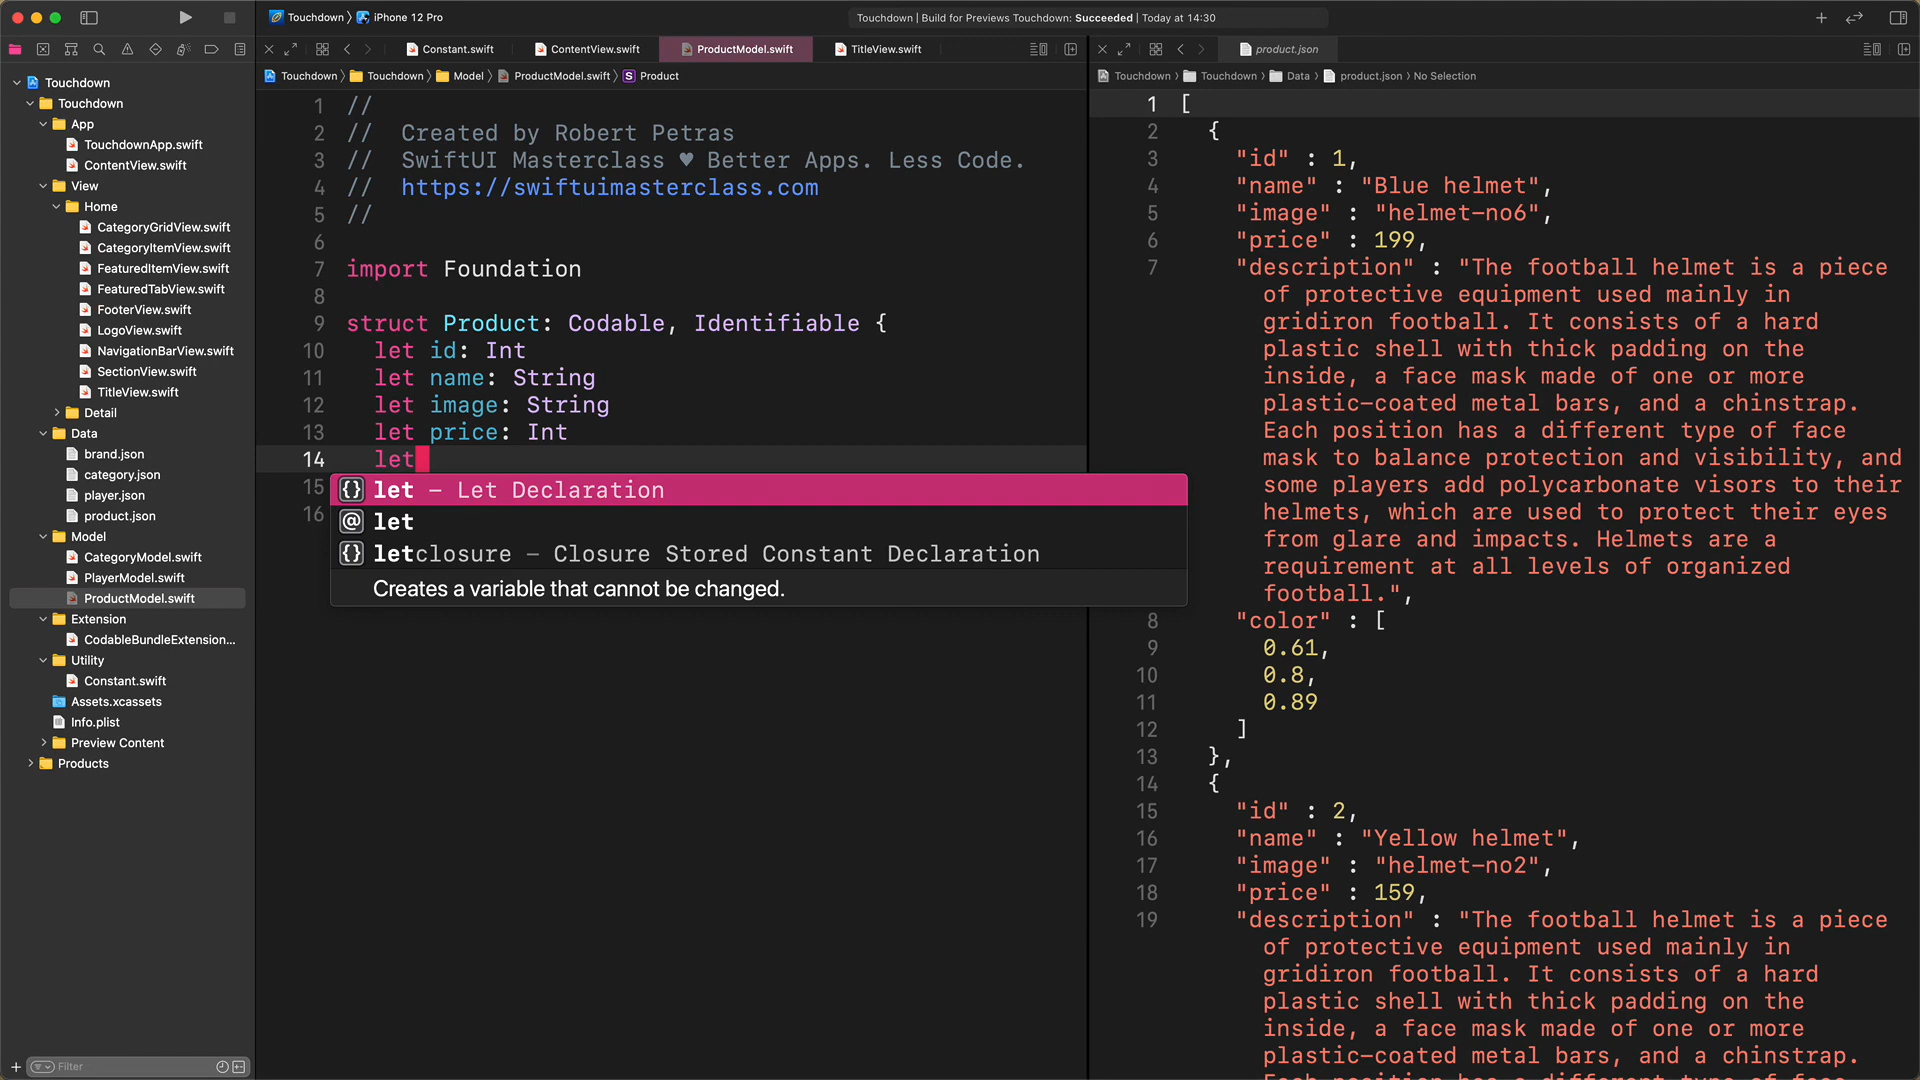 Touchdown
iPhone 12 Pro
Touchdown | Build for Previews Touchdown: Succeeded | Today at 14:30
Constant.swift
ContentView.swift
ProductModel.swift
TitleView.swift
product.json
Touchdown
Touchdown
Model
ProductModel.swift
S Product
Touchdown
Touchdown
Data
product.json
No Selection
Touchdown
Touchdown
App
TouchdownApp.swift
ContentView.swift
View
Home
CategoryGridView.swift
CategoryItemView.swift
FeaturedItemView.swift
FeaturedTabView.swift
FooterView.swift
LogoView.swift
NavigationBarView.swift
SectionView.swift
TitleView.swift
Detail
Data
brand.json
category.json
player.json
product.json
Model
CategoryModel.swift
PlayerModel.swift
ProductModel.swift
Extension
CodableBundleExtension...
Utility
Constant.swift
Assets.xcassets
Info.plist
Preview Content
Products
Filter
1 //
2 // Created by Robert Petras
3 // SwiftUI Masterclass ♥ Better Apps. Less Code.
4 // https://swiftuimasterclass.com
5 //
6
7 import Foundation
8
9 struct Product: Codable, Identifiable {
10 let id: Int
11 let name: String
12 let image: String
13 let price: Int
14 let
15
16
{} let – Let Declaration
@ let
{} letclosure – Closure Stored Constant Declaration
Creates a variable that cannot be changed.
1 [
2 {
3 "id" : 1,
4 "name" : "Blue helmet",
5 "image" : "helmet-no6",
6 "price" : 199,
7 "description" : "The football helmet is a piece
of protective equipment used mainly in
gridiron football. It consists of a hard
plastic shell with thick padding on the
inside, a face mask made of one or more
plastic-coated metal bars, and a chinstrap.
Each position has a different type of face
mask to balance protection and visibility, and
some players add polycarbonate visors to their
helmets, which are used to protect their eyes
from glare and impacts. Helmets are a
requirement at all levels of organized
football.",
8 "color" : [
9 0.61,
10 0.8,
11 0.89
12 ]
13 },
14 {
15 "id" : 2,
16 "name" : "Yellow helmet",
17 "image" : "helmet-no2",
18 "price" : 159,
19 "description" : "The football helmet is a piece
of protective equipment used mainly in
gridiron football. It consists of a hard
plastic shell with thick padding on the
inside, a face mask made of one or more
plastic-coated metal bars, and a chinstrap.
Each position has a different type of face